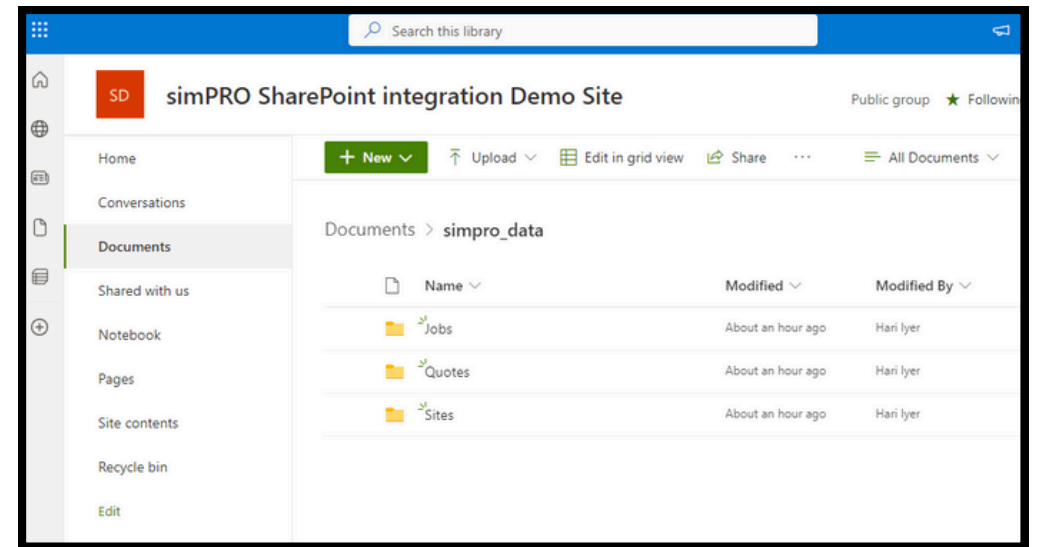 Search this library
SD simPRO SharePoint integration Demo Site
Public group ★ Followin
Home
Conversations
Documents
Shared with us
Notebook
Pages
Site contents
Recycle bin
Edit
+ New Upload Edit in grid view Share ··· All Documents
Documents > simpro_data
Name Modified Modified By
Jobs About an hour ago Hari Iyer
Quotes About an hour ago Hari Iyer
Sites About an hour ago Hari Iyer